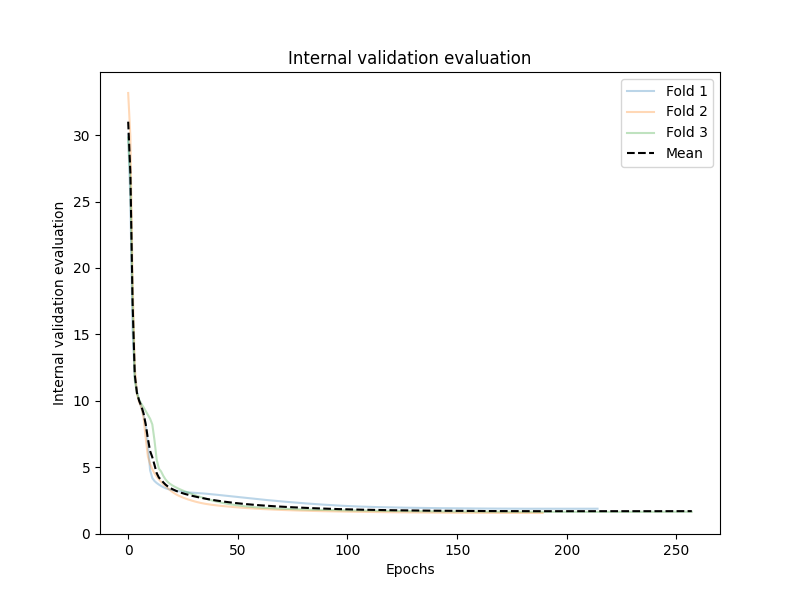 Internal validation evaluation
Fold 1
Fold 2
Fold 3
Mean
Internal validation evaluation
30
25
20
15
10
5
0
0 50 100 150 200 250
Epochs